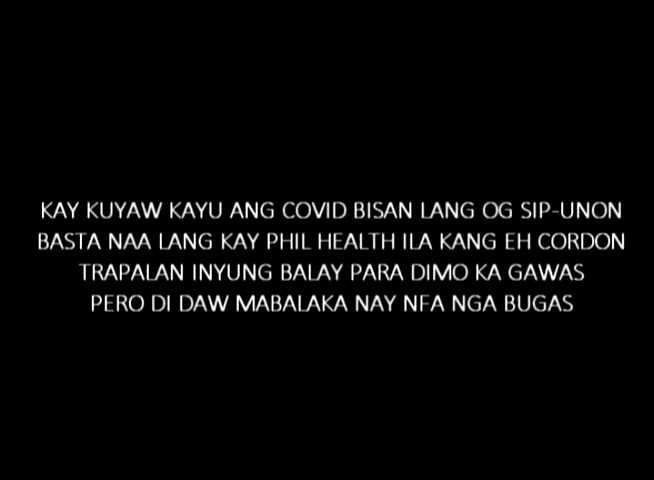 KAY KUYAW KAYU ANG COVID BISAN LANG OG SIP-UNON
BASTA NAA LANG KAY PHIL HEALTH ILA KANG EH CORDON
TRAPALAN INYUNG BALAY PARA DIMO KA GAWAS
PERO DI DAW MABALAKA NAY NFA NGA BUGAS